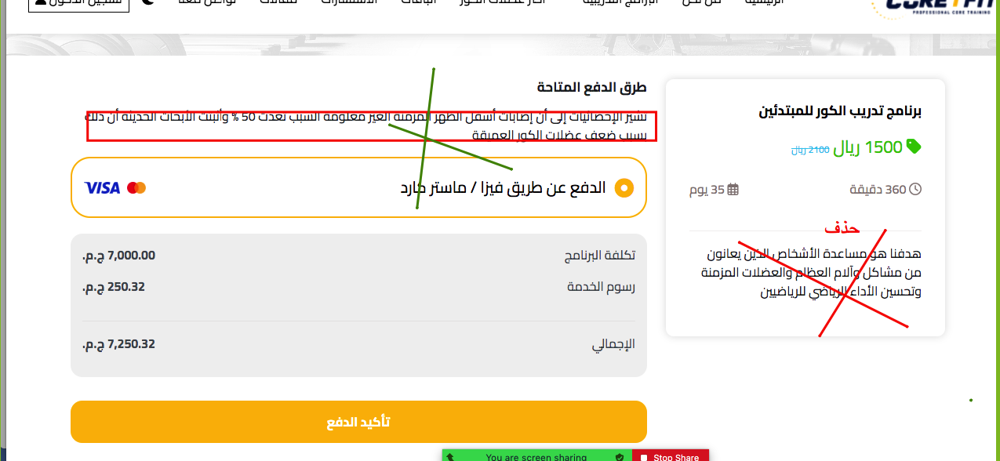 تسجيل الدخول
تواصل معنا
مقالات
الاستشارات
الباقات
اختر عضلات الكور
البرامج التدريبية
من نحن
الرئيسية
CORE FIT
PROFESSIONAL CORE TRAINING
برنامج تدريب الكور للمبتدئين
1500 ريال 2100 ريال
360 دقيقة 35 يوم
حذف
هدفنا هو مساعدة الأشخاص الذين يعانون
من مشاكل وآلام العظام والعضلات المزمنة
وتحسين الأداء الرياضي للرياضيين
طرق الدفع المتاحة
تشير الإحصائيات إلى أن إصابات أسفل الظهر المزمنة الغير معلومة السبب تعدت 50 % وأثبتت الأبحاث الحديثة أن ذلك
بسبب ضعف عضلات الكور العميقة
الدفع عن طريق فيزا / ماستر كارد VISA
تكلفة البرنامج 7,000.00 ج.م.
رسوم الخدمة 250.32 ج.م.
الإجمالي 7,250.32 ج.م.
تأكيد الدفع
You are screen sharing Stop Share